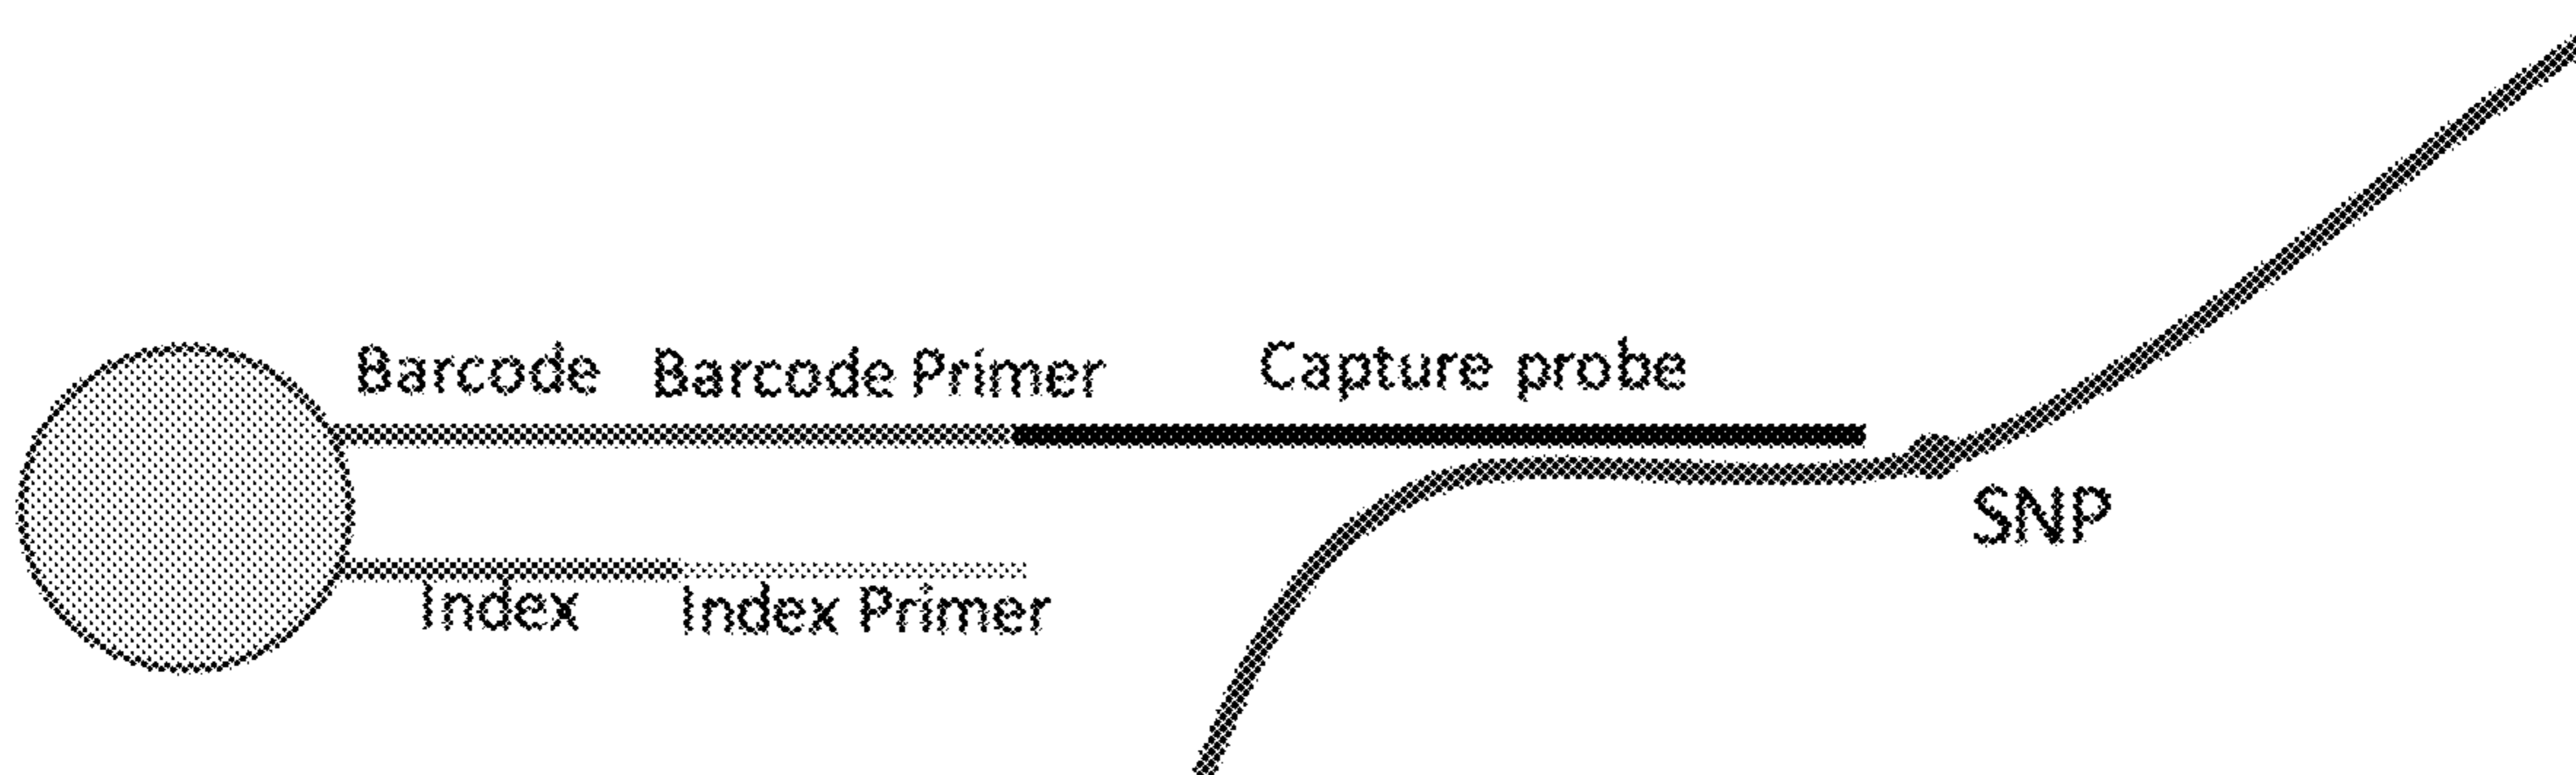 Barcode
Barcode Primer
Capture probe
SNP
Index
Index Primer